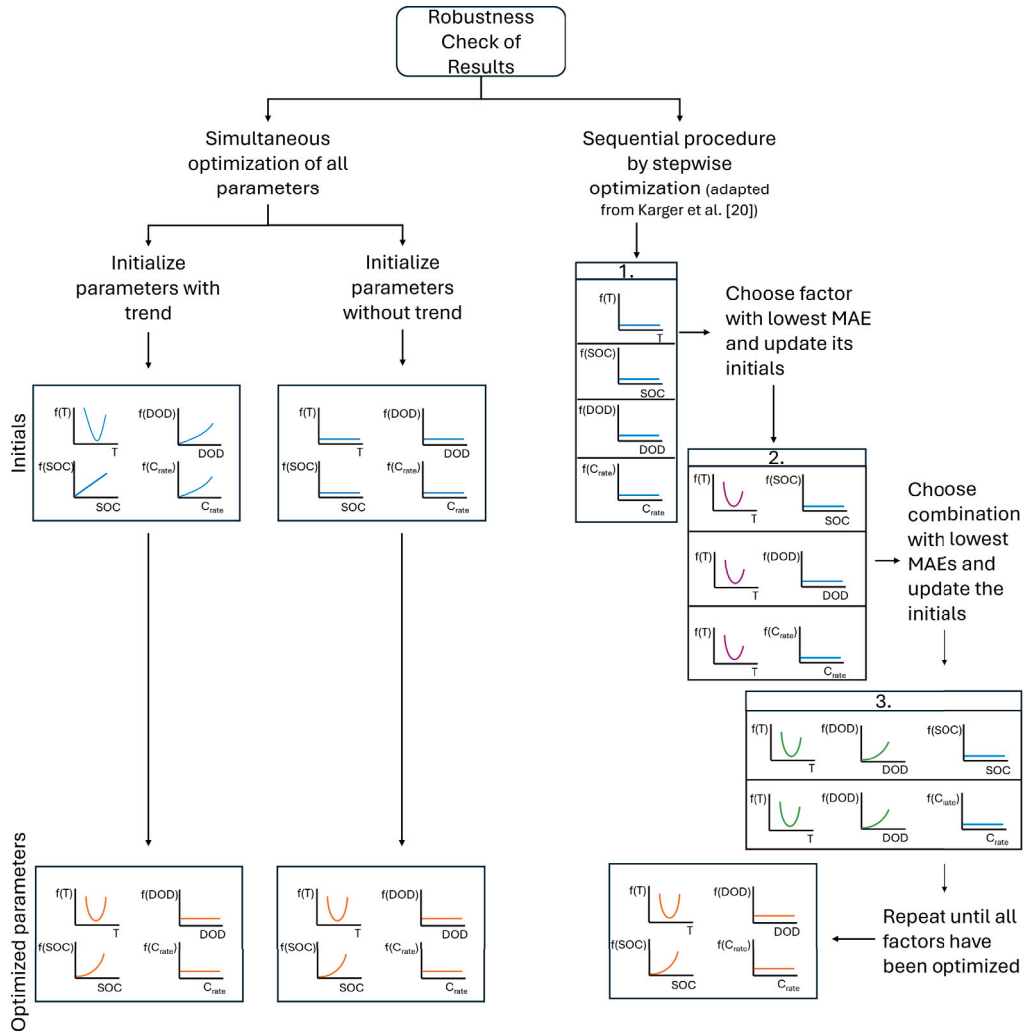 Robustness
Check of
Results
Simultaneous
optimization of all
parameters
Sequential procedure
by stepwise
optimization (adapted
from Karger et al. [20])
Initialize
parameters with
trend
Initialize
parameters
without trend
Initials
f(T)
T
f(DOD)
DOD
f(SOC)
SOC
f(Crate)
Crate
f(T)
T
f(DOD)
DOD
f(SOC)
SOC
f(Crate)
Crate
1.
f(T)
T
f(SOC)
SOC
f(DOD)
DOD
f(Crate)
Crate
Choose factor
with lowest MAE
and update its
initials
2.
f(T)
T
f(SOC)
SOC
f(T)
T
f(DOD)
DOD
f(T)
T
f(Crate)
Crate
Choose
combination
with lowest
MAEs and
update the
initials
3.
f(T)
T
f(DOD)
DOD
f(SOC)
SOC
f(T)
T
f(DOD)
DOD
f(Crate)
Crate
Repeat until all
factors have
been optimized
Optimized parameters
f(T)
T
f(DOD)
DOD
f(SOC)
SOC
f(Crate)
Crate
f(T)
T
f(DOD)
DOD
f(SOC)
SOC
f(Crate)
Crate
f(T)
T
f(DOD)
DOD
f(SOC)
SOC
f(Crate)
Crate